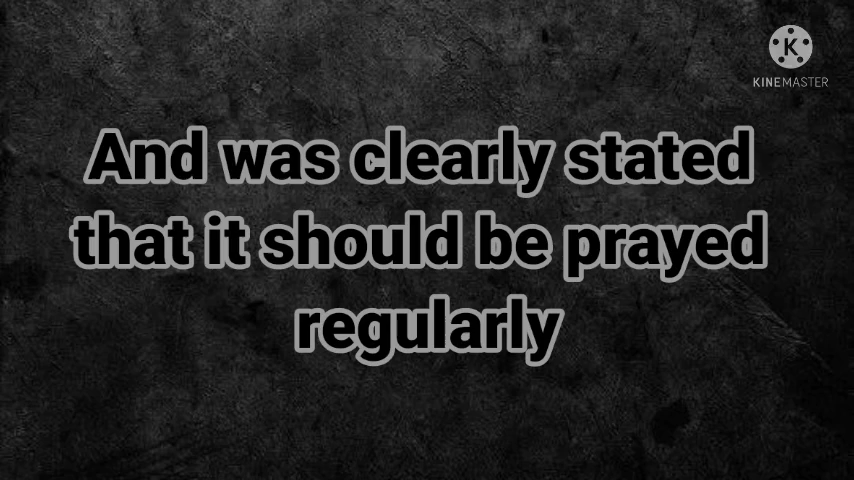 K
KINEMASTER
And was clearly stated
that it should be prayed
regularly